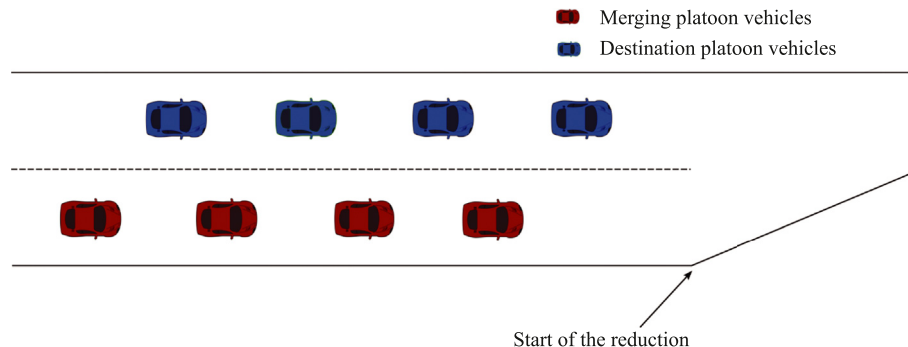 Merging platoon vehicles
Destination platoon vehicles
Start of the reduction